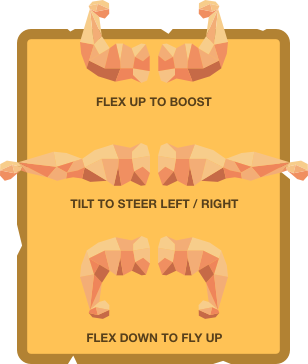 FLEX UP TO BOOST
TILT TO STEER LEFT / RIGHT
FLEX DOWN TO FLY UP